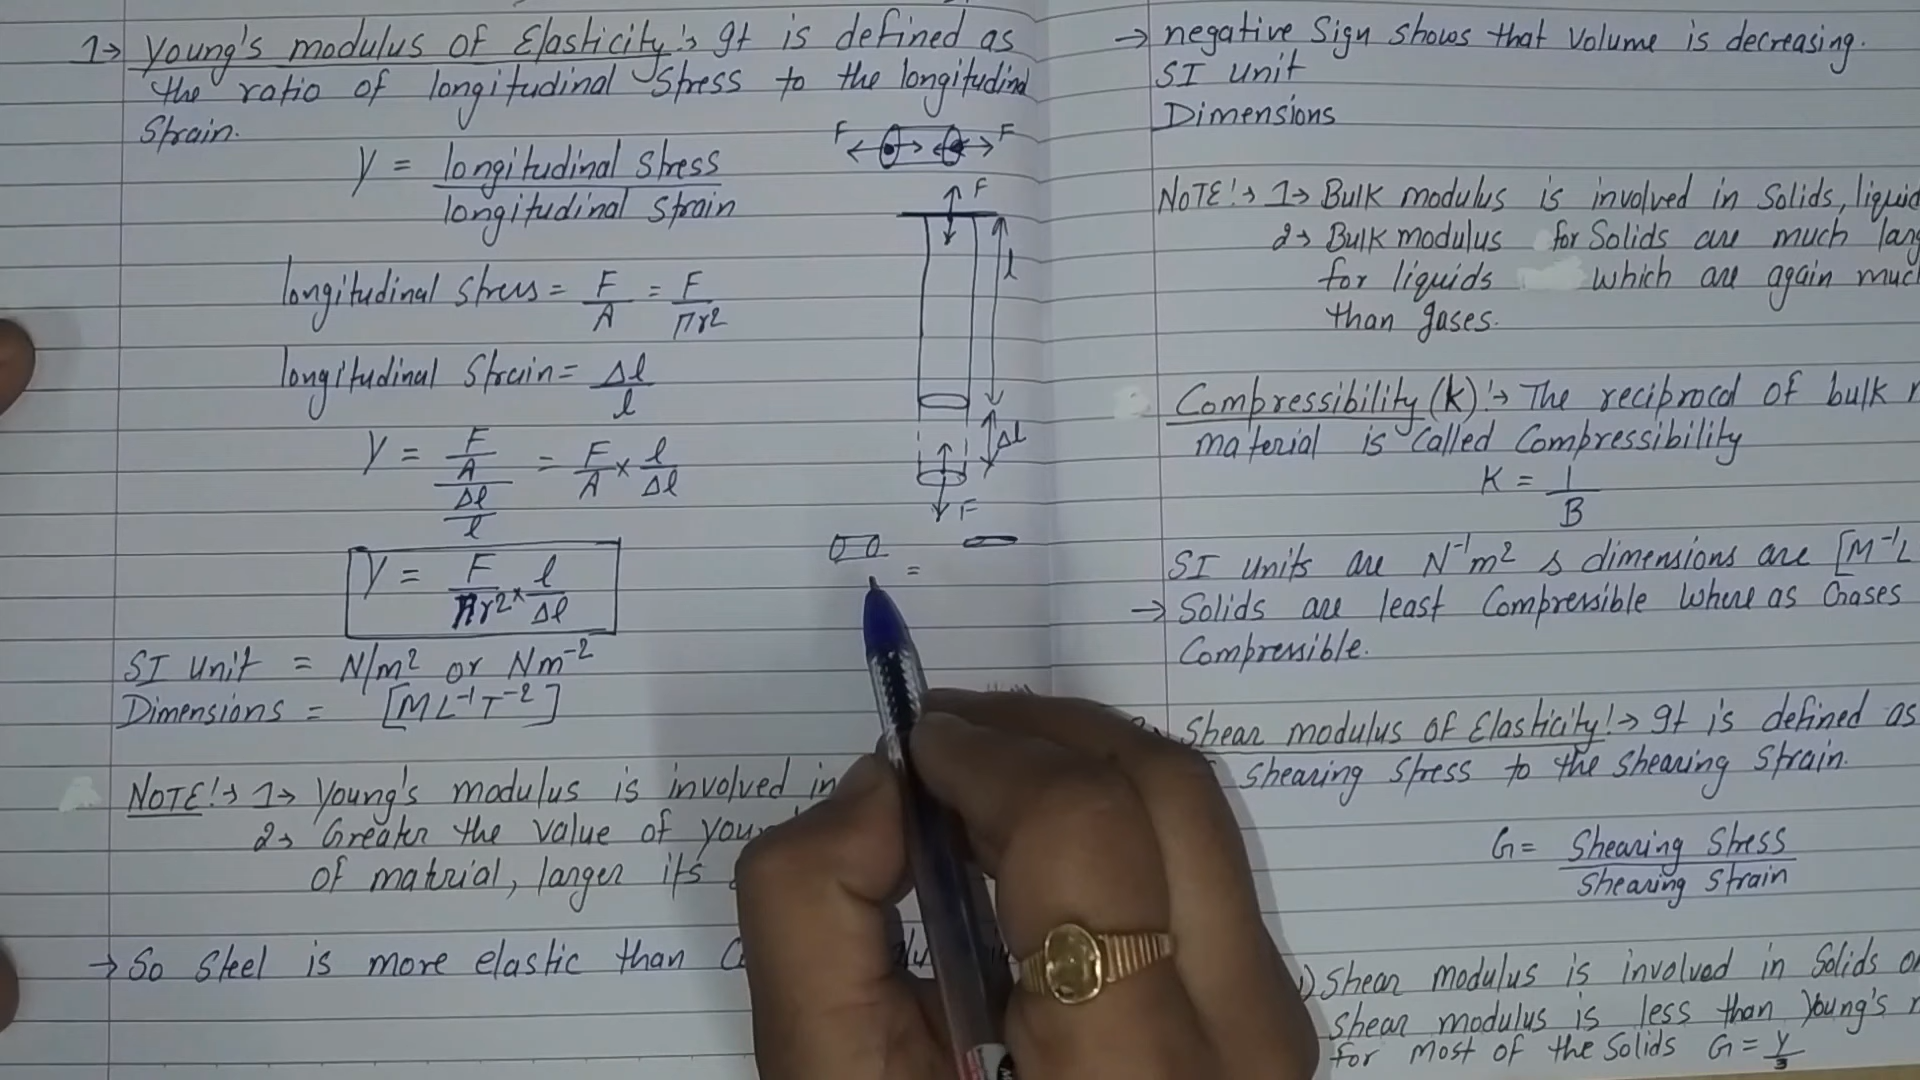 1→ Young's modulus of Elasticity :→ It is defined as
the ratio of longitudinal Stress to the longitudinal
Strain.
Y = longitudinal stress / longitudinal strain
F F
F
l
longitudinal stress = F/A = F/πr2
longitudinal Strain = Δl/l
Δl
Y = F/A / Δl/l = F/A × l/Δl
F
Y = F/πr2 × l/Δl
=
SI Unit = N/m2 or Nm-2
Dimensions = [ML-1T-2]
NOTE!→ 1→ Young's modulus is involved in
2→ Greater the value of
of material, larger its
→ So Steel is more elastic than
→ negative Sign shows that Volume is decreasing.
SI Unit
Dimensions
NOTE!→ 1→ Bulk modulus is involved in Solids,
2→ Bulk modulus for Solids are much
for liquids which are again much
than gases.
Compressibility (k)!→ The reciprocal of bulk
material is called Compressibility
K = 1/B
SI units are N-1m2 & dimensions are [M-1L
→ Solids are least Compressible where as Gases
Compressible.
Shear modulus of Elasticity!→ It is defined as
shearing stress to the shearing strain.
G = Shearing Stress / Shearing Strain
1) Shear modulus is involved in Solids
Shear modulus is less than Young's
for most of the Solids G = Y/3